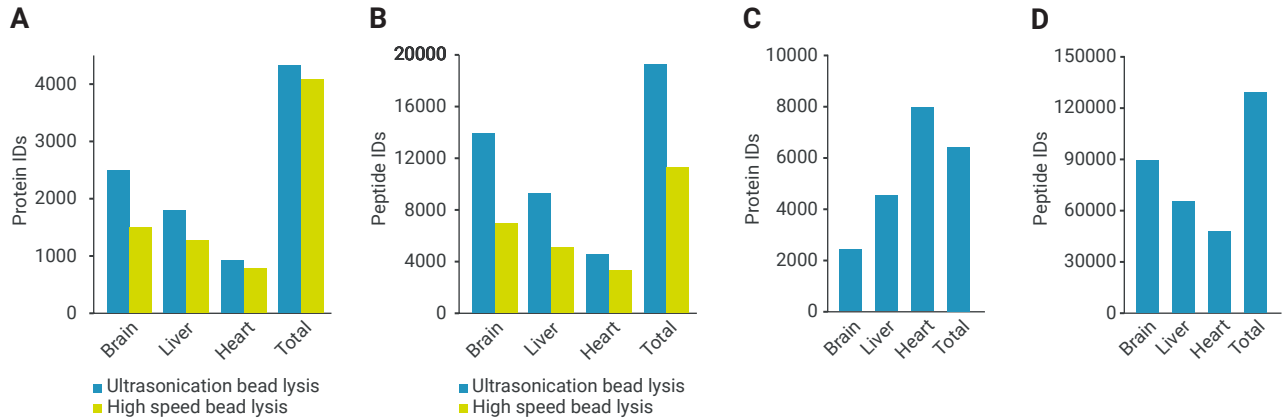 A
Protein IDs
4000
3000
2000
1000
0
Brain
Liver
Heart
Total
Ultrasonication bead lysis
High speed bead lysis
B
Peptide IDs
20000
16000
12000
8000
4000
0
Brain
Liver
Heart
Total
Ultrasonication bead lysis
High speed bead lysis
C
Protein IDs
10000
8000
6000
4000
2000
0
Brain
Liver
Heart
Total
D
Peptide IDs
150000
120000
90000
60000
30000
0
Brain
Liver
Heart
Total